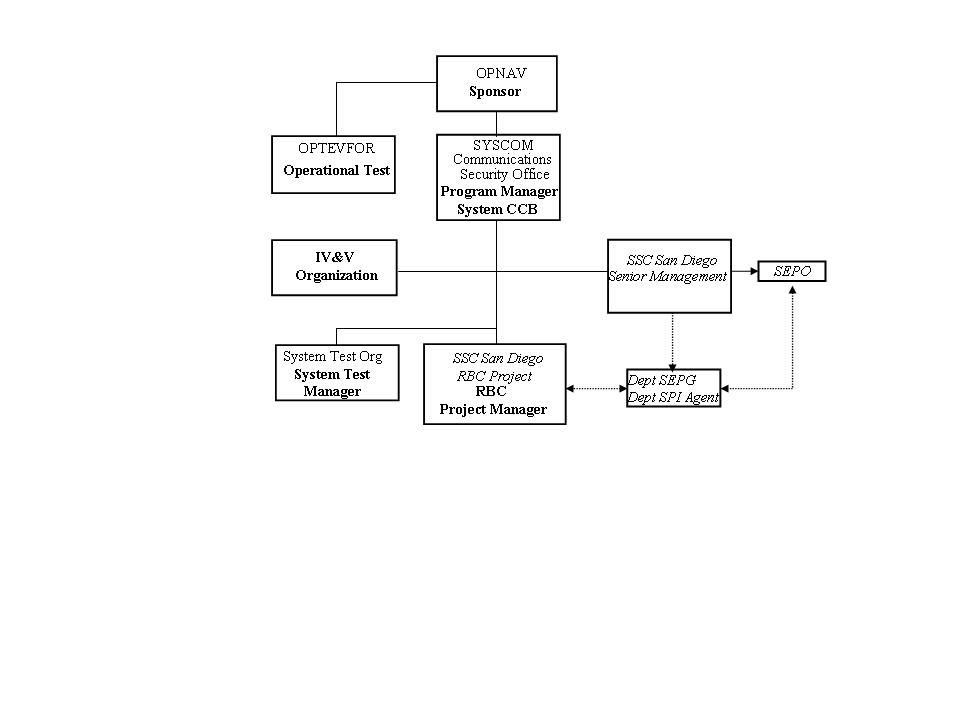 OPNAV
Sponsor
OPTEVFOR
Operational Test
SYSCOM
Communications
Security Office
Program Manager
System CCB
IV&V
Organization
SSC San Diego
Senior Management
SEPO
System Test Org
System Test
Manager
SSC San Diego
RBC Project
RBC
Project Manager
Dept SEPG
Dept SPI Agent